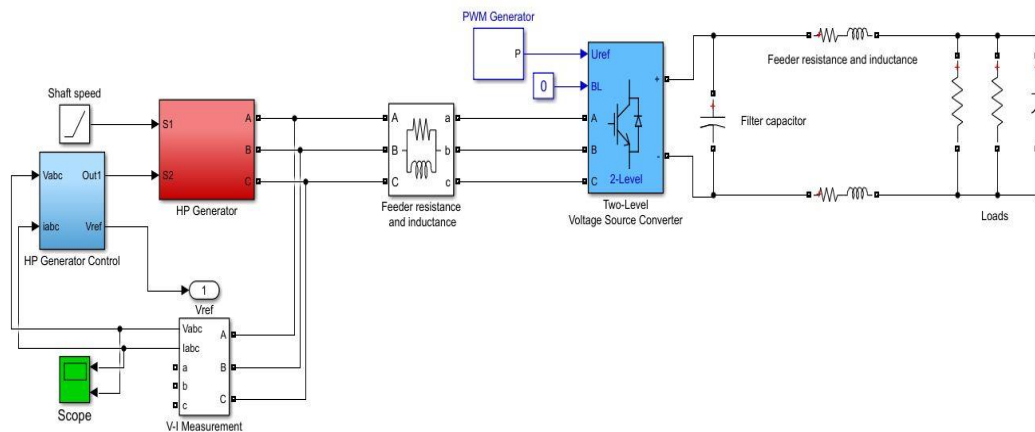 PWM Generator
P
Uref
0
BL
+
-
A
B
C
2-Level
Two-Level
Voltage Source Converter
Feeder resistance and inductance
Filter capacitor
Loads
Shaft speed
S1
S2
A
B
C
HP Generator
A
B
C
a
b
c
Feeder resistance
and inductance
Vabc
Out1
iabc
Vref
HP Generator Control
1
Vref
Vabc
Iabc
a
b
c
A
B
C
V-I Measurement
Scope